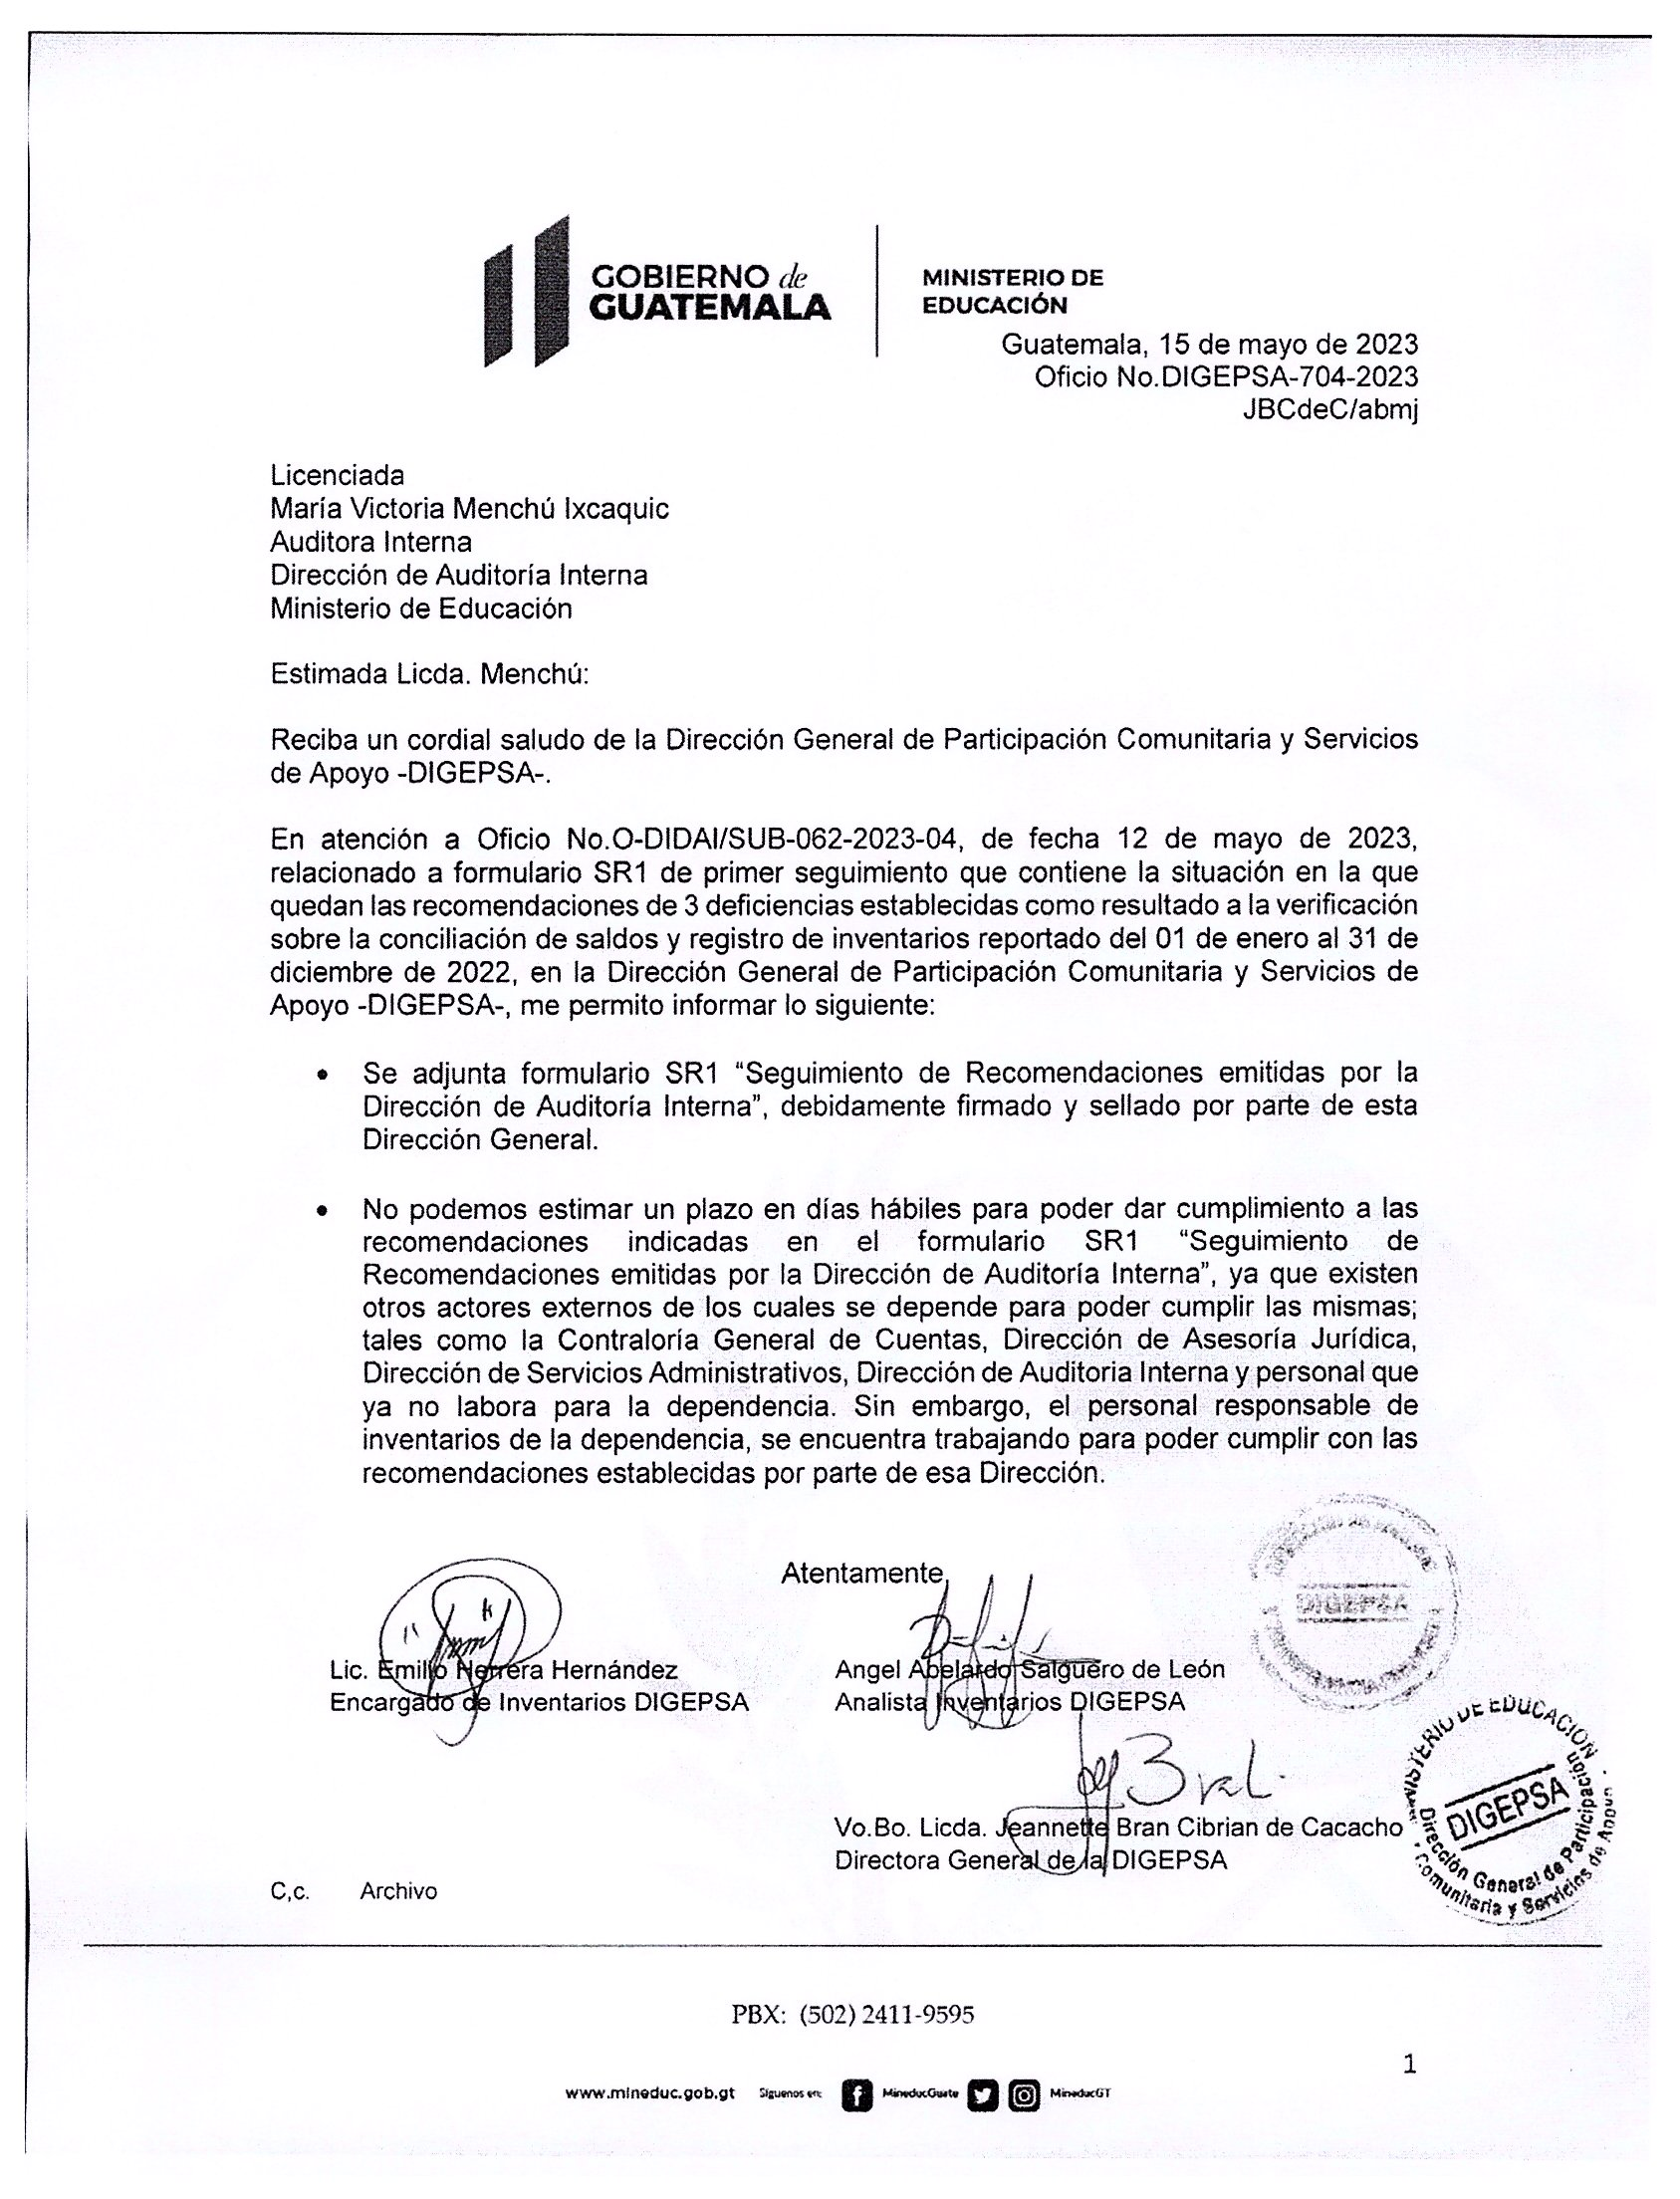 GOBIERNO de
GUATEMALA
MINISTERIO DE
EDUCACIÓN
Guatemala, 15 de mayo de 2023
Oficio No.DIGEPSA-704-2023
JBCdeC/abmj
Licenciada
María Victoria Menchú Ixcaquic
Auditora Interna
Dirección de Auditoría Interna
Ministerio de Educación
Estimada Licda. Menchú:
Reciba un cordial saludo de la Dirección General de Participación Comunitaria y Servicios
de Apoyo -DIGEPSA-.
En atención a Oficio No.O-DIDAI/SUB-062-2023-04, de fecha 12 de mayo de 2023,
relacionado a formulario SR1 de primer seguimiento que contiene la situación en la que
quedan las recomendaciones de 3 deficiencias establecidas como resultado a la verificación
sobre la conciliación de saldos y registro de inventarios reportado del 01 de enero al 31 de
diciembre de 2022, en la Dirección General de Participación Comunitaria y Servicios de
Apoyo -DIGEPSA-, me permito informar lo siguiente:
• Se adjunta formulario SR1 “Seguimiento de Recomendaciones emitidas por la
Dirección de Auditoría Interna”, debidamente firmado y sellado por parte de esta
Dirección General.
• No podemos estimar un plazo en días hábiles para poder dar cumplimiento a las
recomendaciones indicadas en el formulario SR1 “Seguimiento de
Recomendaciones emitidas por la Dirección de Auditoría Interna”, ya que existen
otros actores externos de los cuales se depende para poder cumplir las mismas;
tales como la Contraloría General de Cuentas, Dirección de Asesoría Jurídica,
Dirección de Servicios Administrativos, Dirección de Auditoria Interna y personal que
ya no labora para la dependencia. Sin embargo, el personal responsable de
inventarios de la dependencia, se encuentra trabajando para poder cumplir con las
recomendaciones establecidas por parte de esa Dirección.
Atentamente,
DIGEPSA
Lic. Emilio Herrera Hernández
Encargado de Inventarios DIGEPSA
Angel Abelardo Salguero de León
Analista Inventarios DIGEPSA
Vo.Bo. Licda. Jeannette Bran Cibrian de Cacacho
Directora General de la DIGEPSA
MINISTERIO DE EDUCACIÓN
DIGEPSA
Dirección General de Participación
Comunitaria y Servicios de Apoyo
C,c. Archivo
PBX: (502) 2411-9595
1
www.mineduc.gob.gt Síguenos en: MineducGuate MineducGT